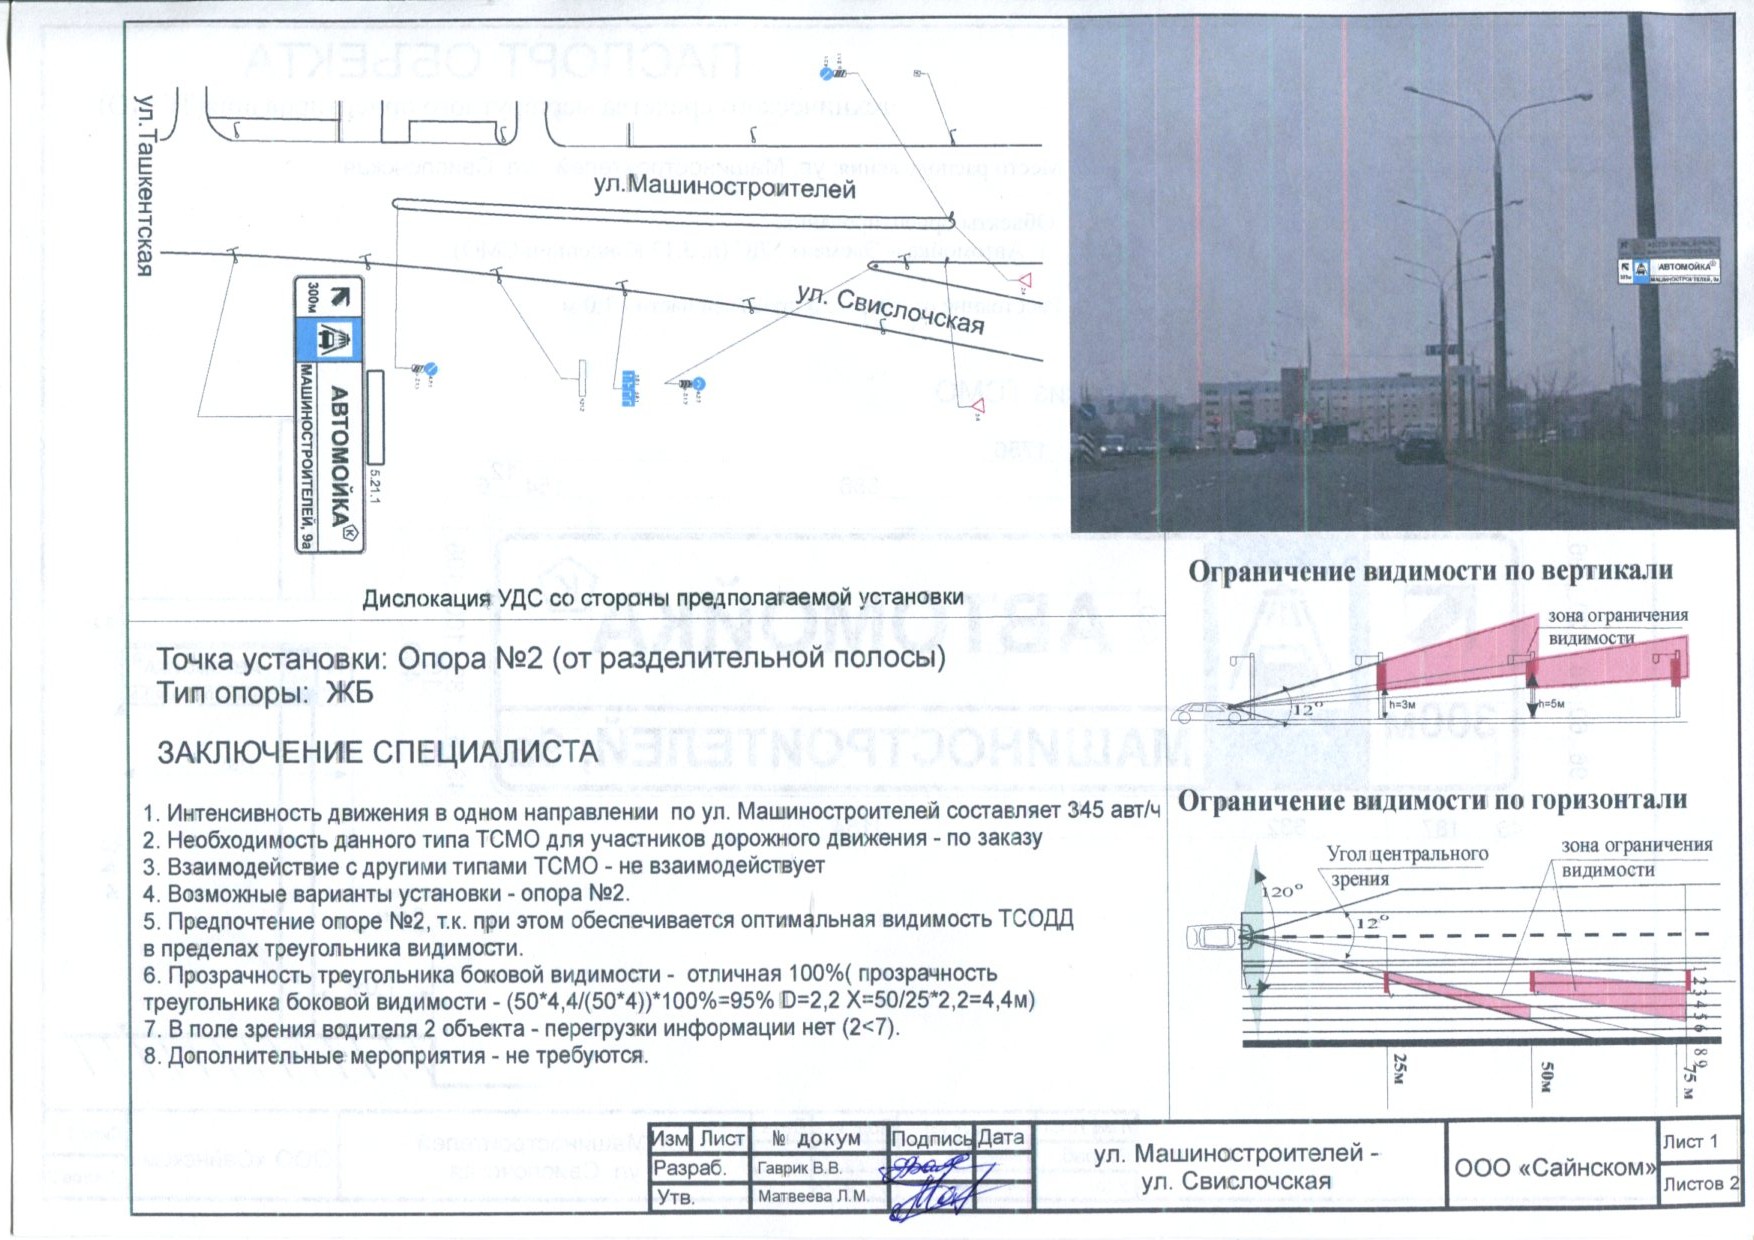 ул.Ташкентская
ул.Машиностроителей
ул. Свислочская
300м
АВТОМОЙКА
К
МАШИНОСТРОИТЕЛЕЙ, 9а
5.21.1
Дислокация УДС со стороны предполагаемой установки
АВТОМОЙКА
МАШИНОСТРОИТЕЛЕЙ, 9а
Точка установки: Опора №2 (от разделительной полосы)
Тип опоры: ЖБ
ЗАКЛЮЧЕНИЕ СПЕЦИАЛИСТА
1. Интенсивность движения в одном направлении по ул. Машиностроителей составляет 345 авт/ч
2. Необходимость данного типа ТСМО для участников дорожного движения - по заказу
3. Взаимодействие с другими типами ТСМО - не взаимодействует
4. Возможные варианты установки - опора №2.
5. Предпочтение опоре №2, т.к. при этом обеспечивается оптимальная видимость ТСОДД
в пределах треугольника видимости.
6. Прозрачность треугольника боковой видимости - отличная 100%( прозрачность
треугольника боковой видимости - (50*4,4/(50*4))*100%=95% D=2,2 X=50/25*2,2=4,4м)
7. В поле зрения водителя 2 объекта - перегрузки информации нет (2<7).
8. Дополнительные мероприятия - не требуются.
Ограничение видимости по вертикали
зона ограничения
видимости
12°
h=3м
h=5м
Ограничение видимости по горизонтали
Угол центрального
зрения
зона ограничения
видимости
120°
12°
1
2
3
4
5
6
8 9
25м
50м
75 м
Изм Лист № докум Подпись Дата
Разраб. Гаврик В.В.
Утв. Матвеева Л.М.
ул. Машиностроителей -
ул. Свислочская
ООО «Сайнском»
Лист 1
Листов 2